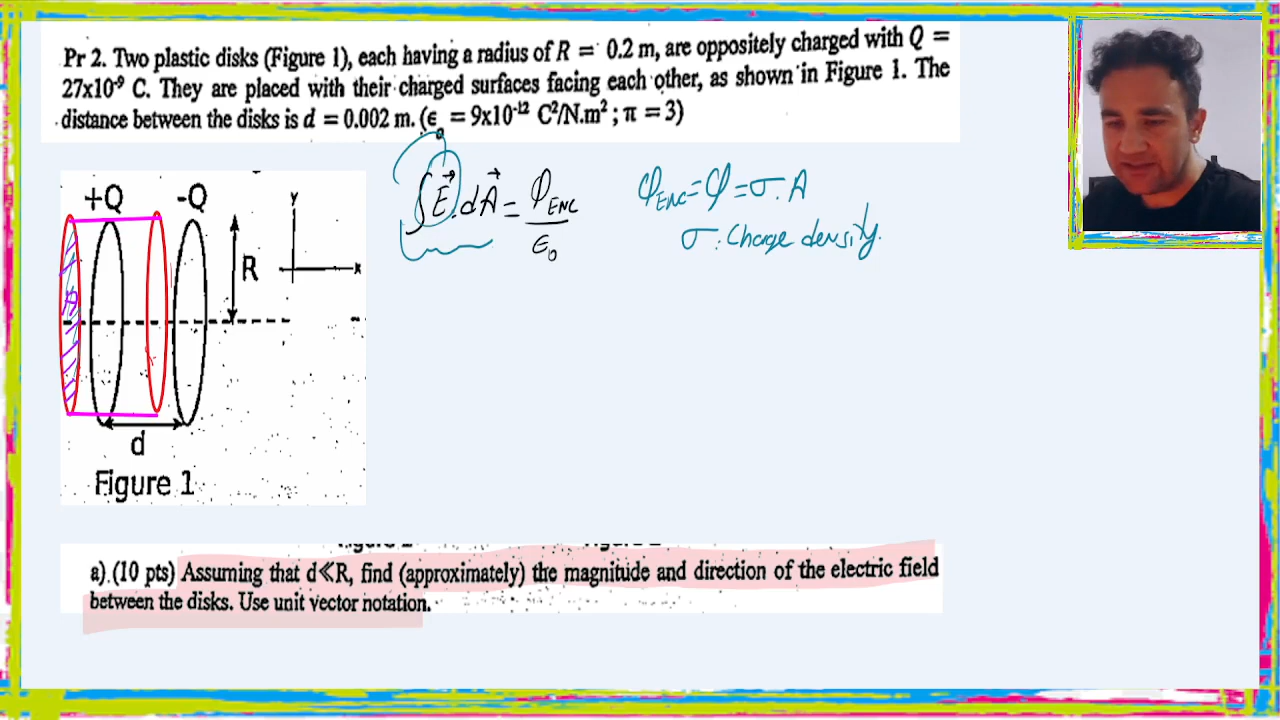 Pr 2. Two plastic disks (Figure 1), each having a radius of R = 0.2 m, are oppositely charged with Q =
27x10⁻⁹ C. They are placed with their charged surfaces facing each other, as shown in Figure 1. The
distance between the disks is d = 0.002 m. (ϵ₀ = 9x10⁻¹² C²/N.m² ; π = 3)
∫E⃗.dA⃗ = φ_ENC / ϵ₀
φ_ENC = φ = σ.A
σ: Charge density.
+Q -Q
Y
R
x
d
Figure 1
a).(10 pts) Assuming that d≪R, find (approximately) the magnitude and direction of the electric field
between the disks. Use unit vector notation.